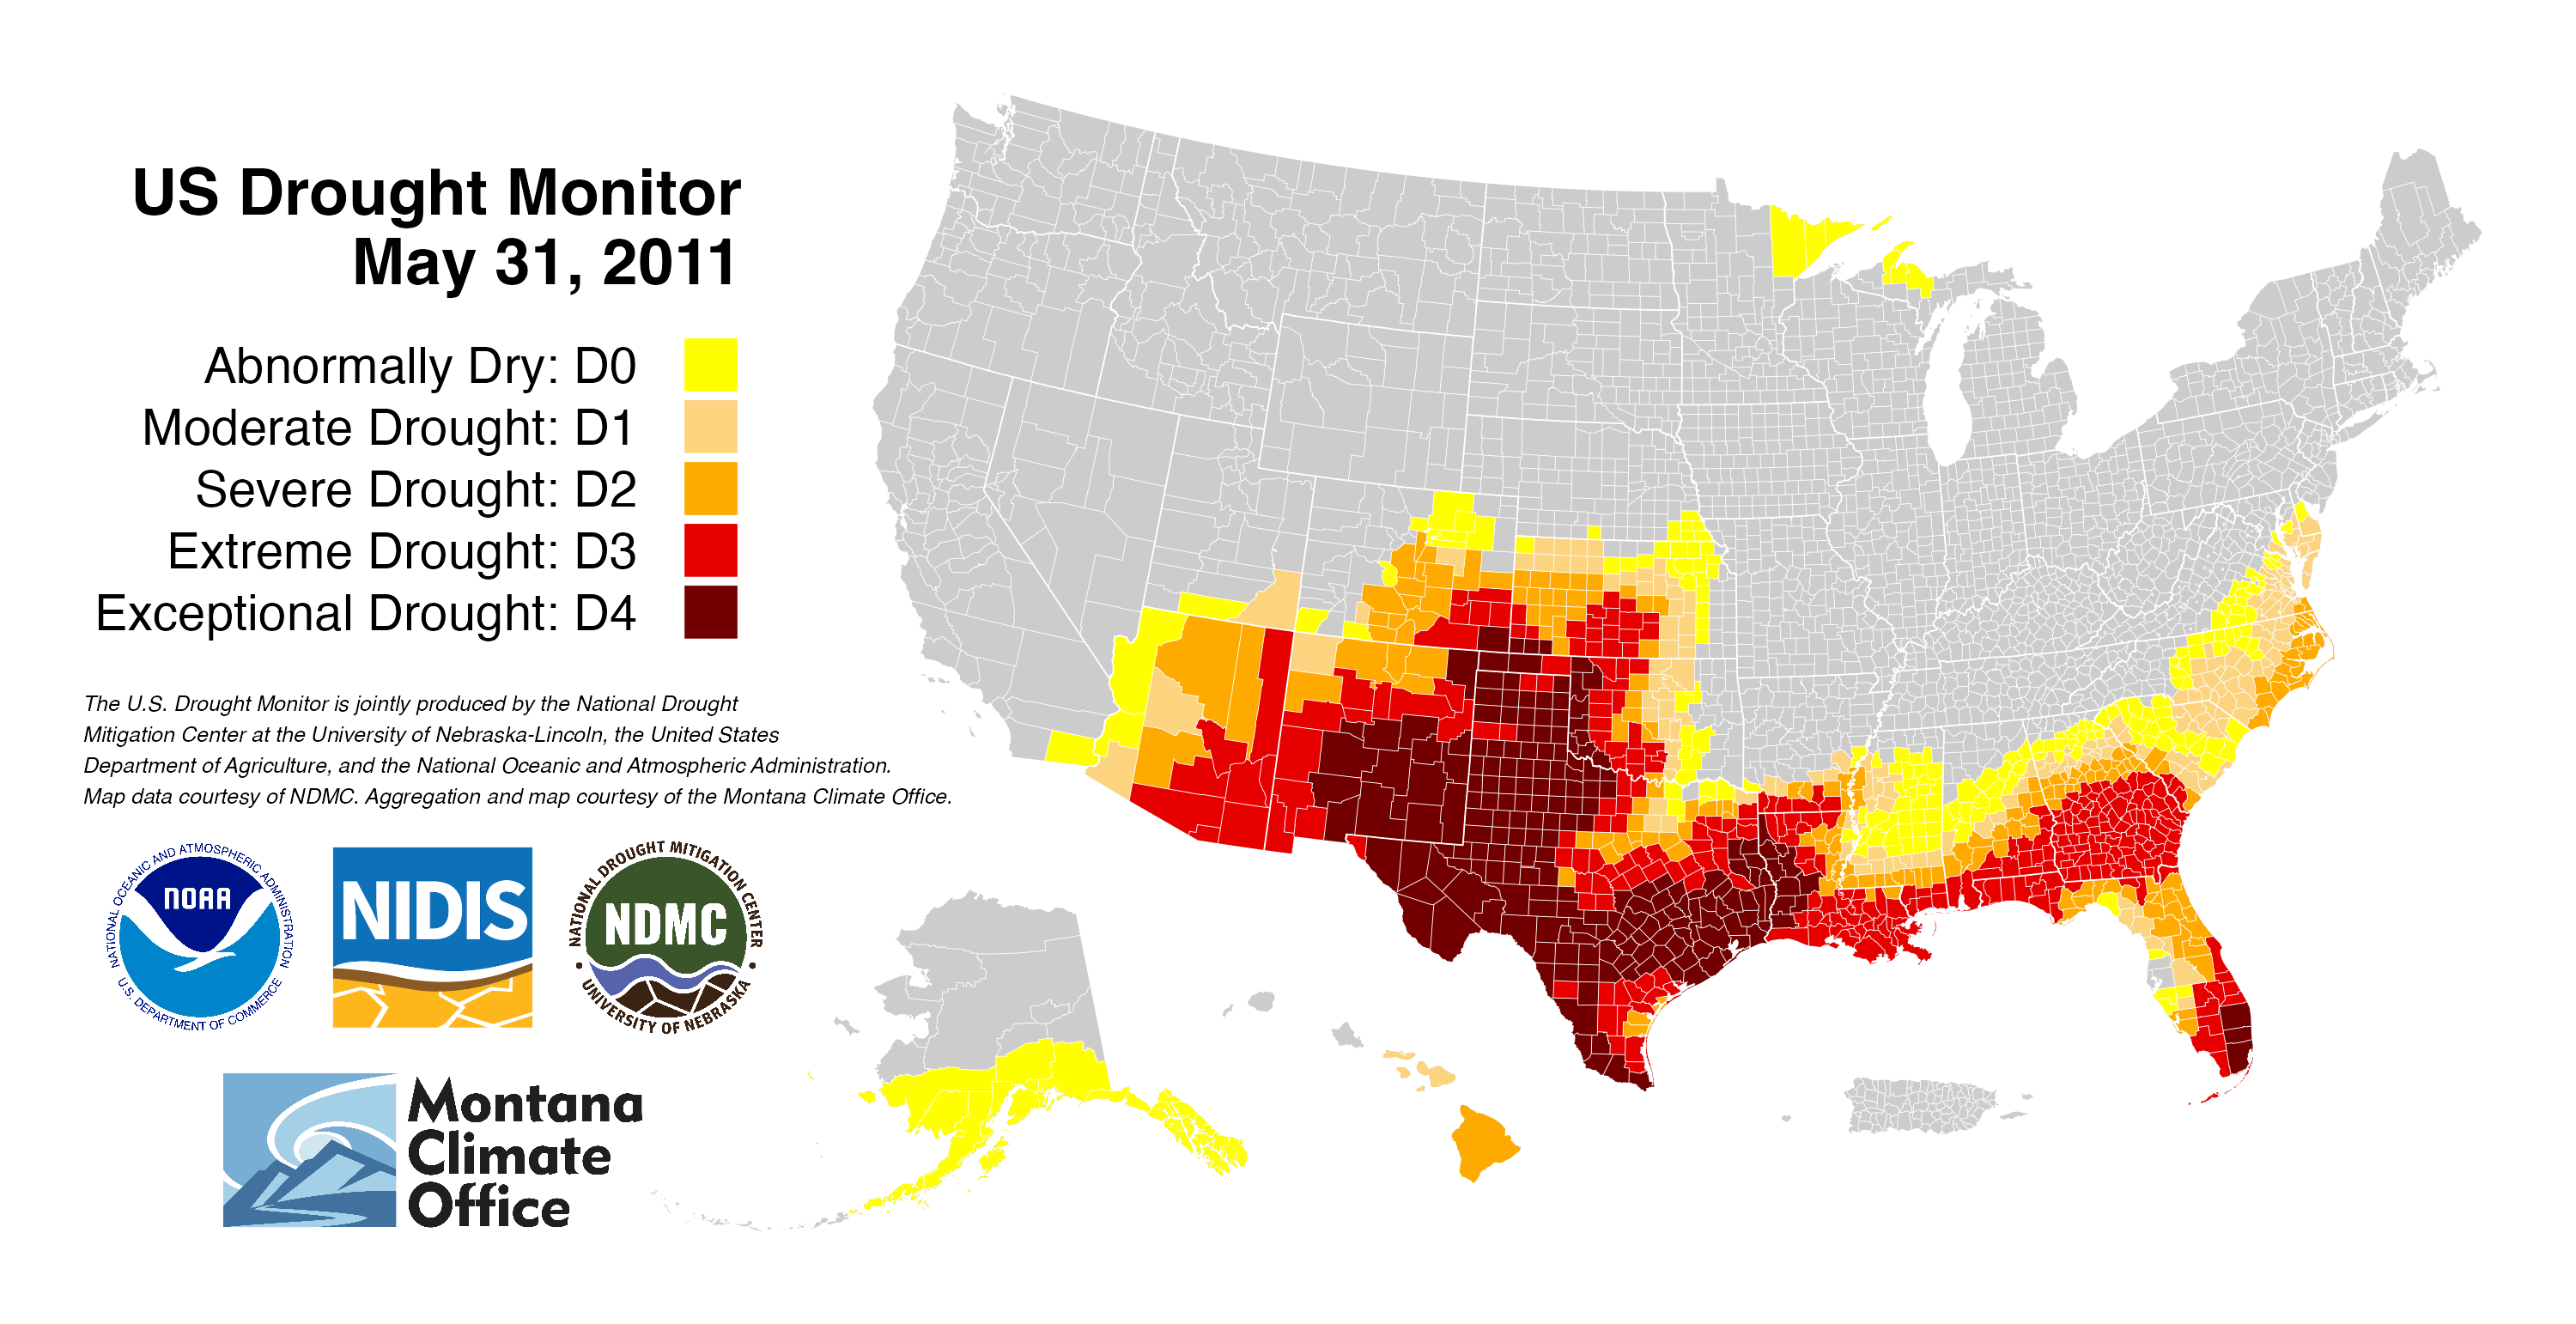 US Drought Monitor
May 31, 2011
Abnormally Dry: D0
Moderate Drought: D1
Severe Drought: D2
Extreme Drought: D3
Exceptional Drought: D4
The U.S. Drought Monitor is jointly produced by the National Drought
Mitigation Center at the University of Nebraska-Lincoln, the United States
Department of Agriculture, and the National Oceanic and Atmospheric Administration.
Map data courtesy of NDMC. Aggregation and map courtesy of the Montana Climate Office.
NATIONAL OCEANIC AND ATMOSPHERIC ADMINISTRATION
NOAA
U.S. DEPARTMENT OF COMMERCE
NIDIS
NATIONAL DROUGHT MITIGATION CENTER
NDMC
UNIVERSITY OF NEBRASKA
Montana
Climate
Office